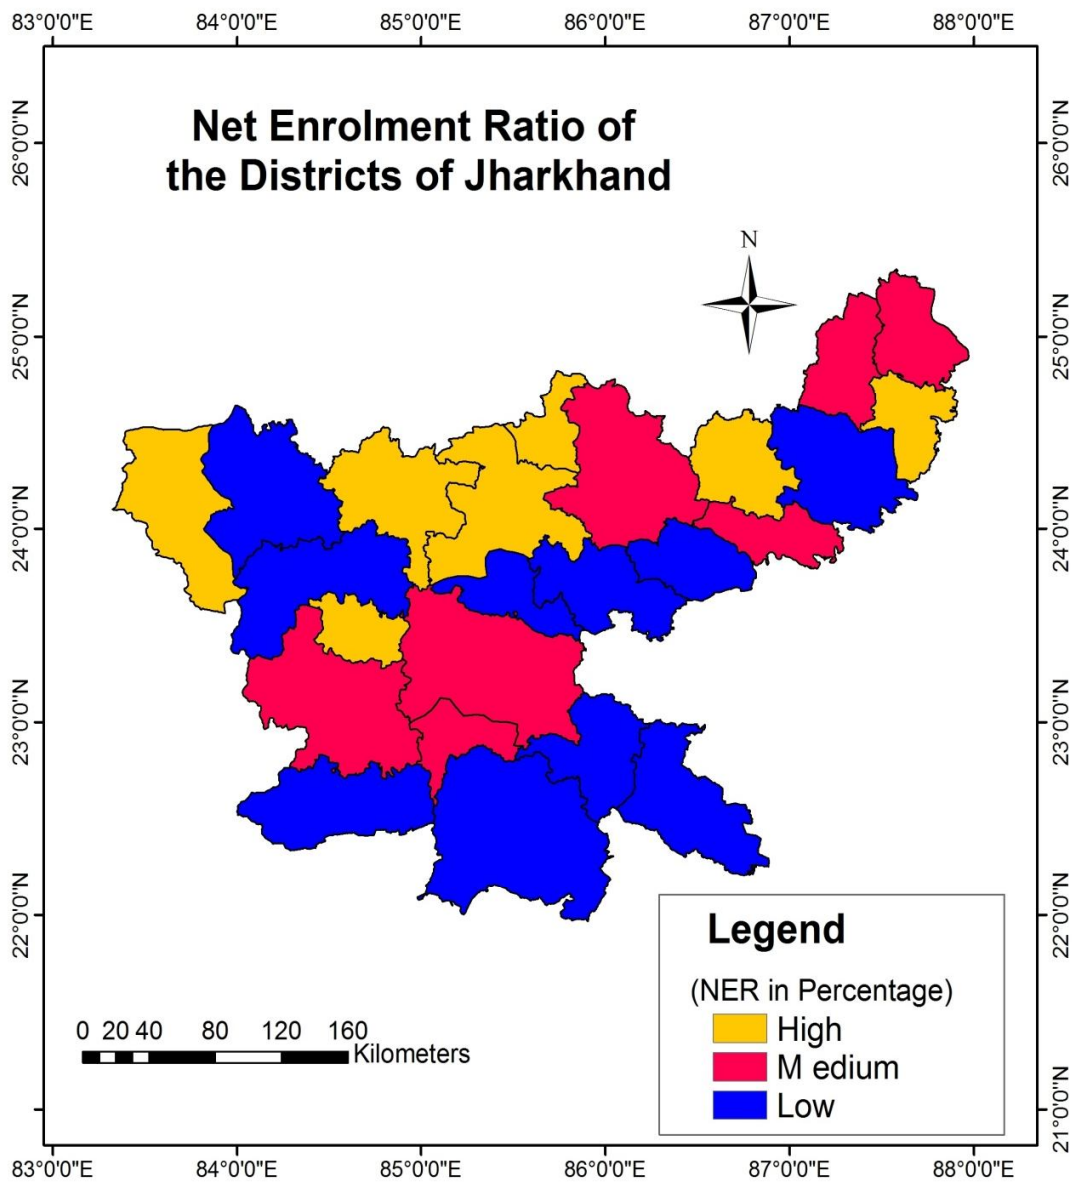 83°0'0"E 84°0'0"E 85°0'0"E 86°0'0"E 87°0'0"E 88°0'0"E
Net Enrolment Ratio of
the Districts of Jharkhand
N
26°0'0"N
25°0'0"N
24°0'0"N
23°0'0"N
22°0'0"N
26°0'0"N
25°0'0"N
24°0'0"N
23°0'0"N
22°0'0"N
21°0'0"N
Legend
(NER in Percentage)
High
M edium
Low
0 20 40 80 120 160
Kilometers
83°0'0"E 84°0'0"E 85°0'0"E 86°0'0"E 87°0'0"E 88°0'0"E